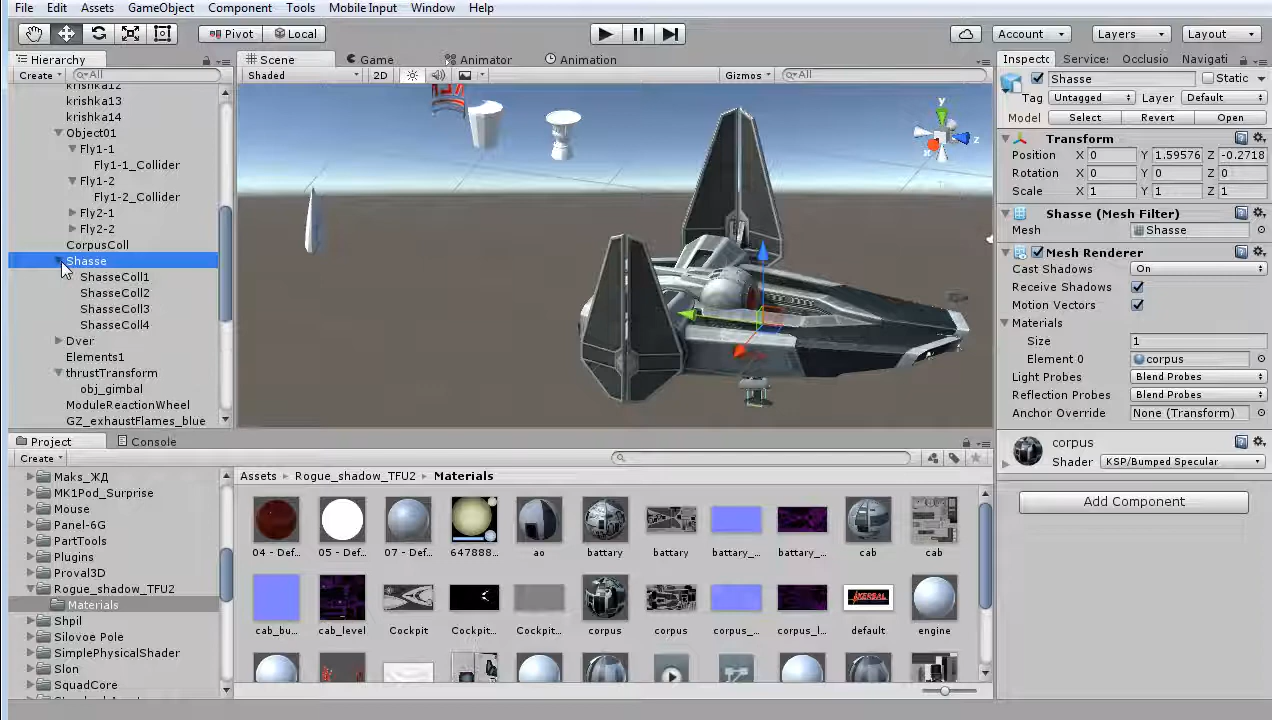 File Edit Assets GameObject Component Tools Mobile Input Window Help
Pivot Local Account Layers Layout
Hierarchy Scene Game Animator Animation Inspecto Service: Occlusio Navigati
Create All Shaded 2D Gizmos All Shasse Static
krishka12
krishka13
krishka14
Object01
Fly1-1
Fly1-1_Collider
Fly1-2
Fly1-2_Collider
Fly2-1
Fly2-2
CorpusColl
Shasse
ShasseColl1
ShasseColl2
ShasseColl3
ShasseColl4
Dver
Elements1
thrustTransform
obj_gimbal
ModuleReactionWheel
GZ_exhaustFlames_blue
y
z
x
Tag Untagged Layer Default
Model Select Revert Open
Transform
Position X 0 Y 1.59576 Z -0.2718
Rotation X 0 Y 0 Z 0
Scale X 1 Y 1 Z 1
Shasse (Mesh Filter)
Mesh Shasse
Mesh Renderer
Cast Shadows On
Receive Shadows
Motion Vectors
Materials
Size 1
Element 0 corpus
Light Probes Blend Probes
Reflection Probes Blend Probes
Anchor Override None (Transform)
corpus
Shader KSP/Bumped Specular
Add Component
Project Console
Create
Maks_ЖД
MK1Pod_Surprise
Mouse
Panel-6G
PartTools
Plugins
Proval3D
Rogue_shadow_TFU2
Materials
Shpil
Silovoe Pole
SimplePhysicalShader
Slon
SquadCore
Assets Rogue_shadow_TFU2 Materials
04 - Def... 05 - Def... 07 - Def... 647888... ao battary battary battary_... battary_... cab cab
cab_bu... cab_level Cockpit Cockpit... Cockpit... corpus corpus corpus_... corpus_l... default engine